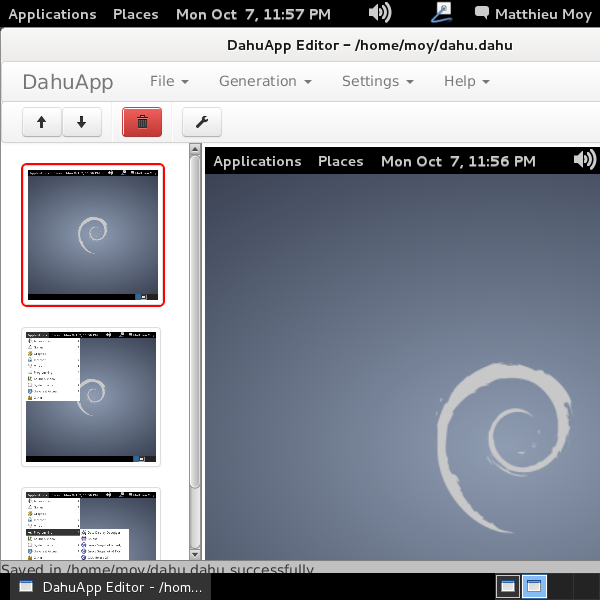 Applications Places Mon Oct 7, 11:57 PM Matthieu Moy
DahuApp Editor – /home/moy/dahu.dahu
DahuApp File Generation Settings Help
Applications Places Mon Oct 7, 11:56 PM
Saved in /home/moy/dahu.dahu successfully
DahuApp Editor - /hom...